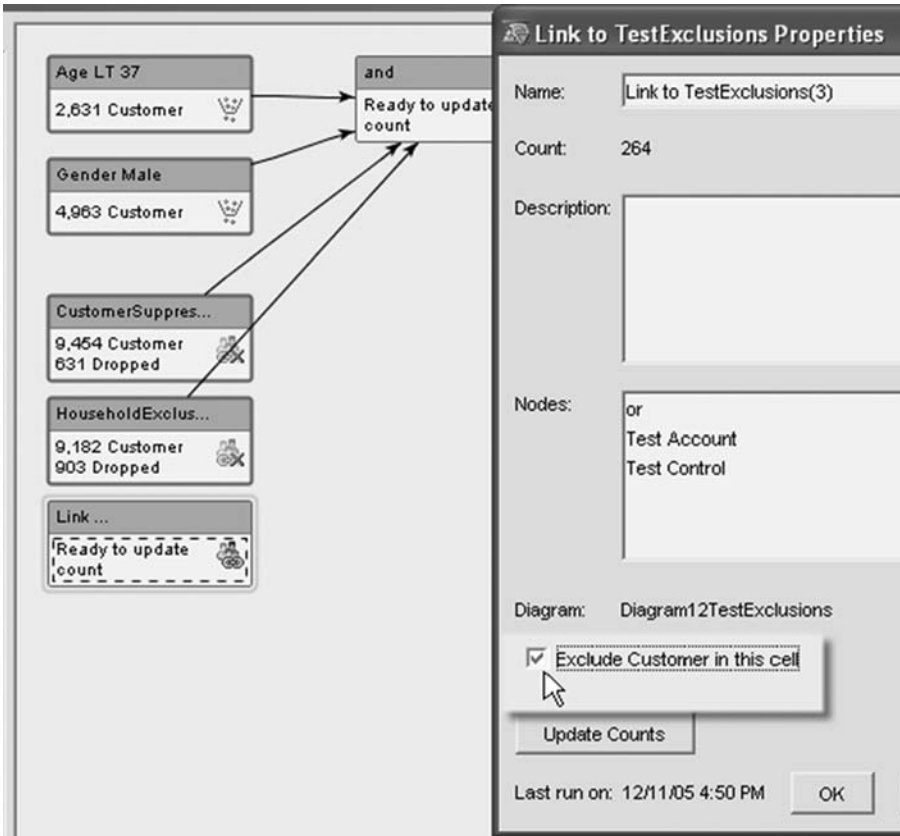 Age LT 37
2,631 Customer
Gender Male
4,963 Customer
CustomerSuppres...
9,454 Customer
631 Dropped
HouseholdExclus...
9,182 Customer
903 Dropped
Link ...
Ready to update
count
and
Ready to update
count
Link to TestExclusions Properties
Name: Link to TestExclusions(3)
Count: 264
Description:
Nodes: or
Test Account
Test Control
Diagram: Diagram12TestExclusions
Exclude Customer in this cell
Update Counts
Last run on: 12/11/05 4:50 PM OK